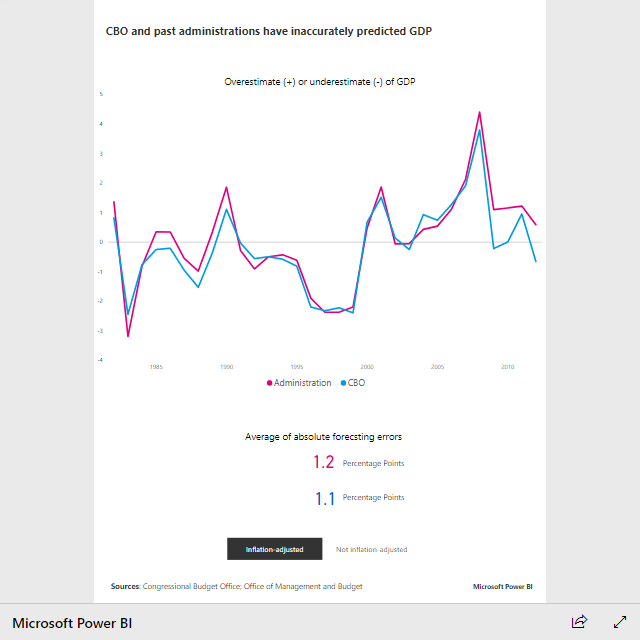 CBO and past administrations have inaccurately predicted GDP
Overestimate (+) or underestimate (-) of GDP
5
4
3
2
1
0
-1
-2
-3
-4
1985 1990 1995 2000 2005 2010
Administration CBO
Average of absolute forecsting errors
1.2 Percentage Points
1.1 Percentage Points
Inflation-adjusted Not inflation-adjusted
Sources: Congressional Budget Office; Office of Management and Budget Microsoft Power BI
Microsoft Power BI